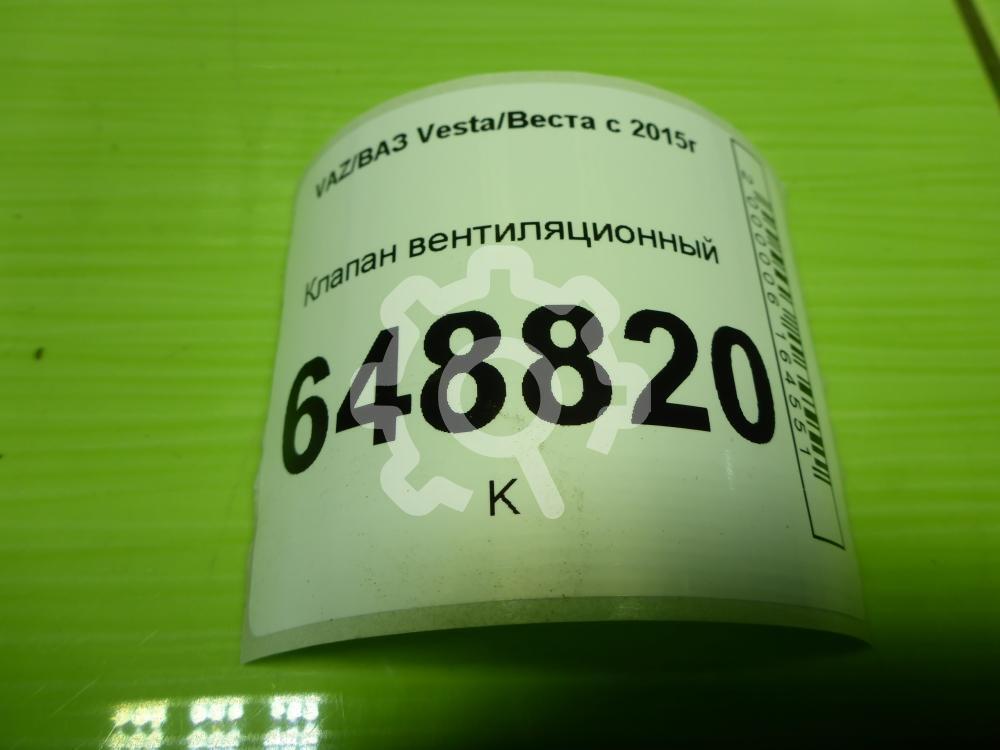 VAZ/ВАЗ Vesta/Веста с 2015г
Клапан вентиляционный
648820
К
2000006164551